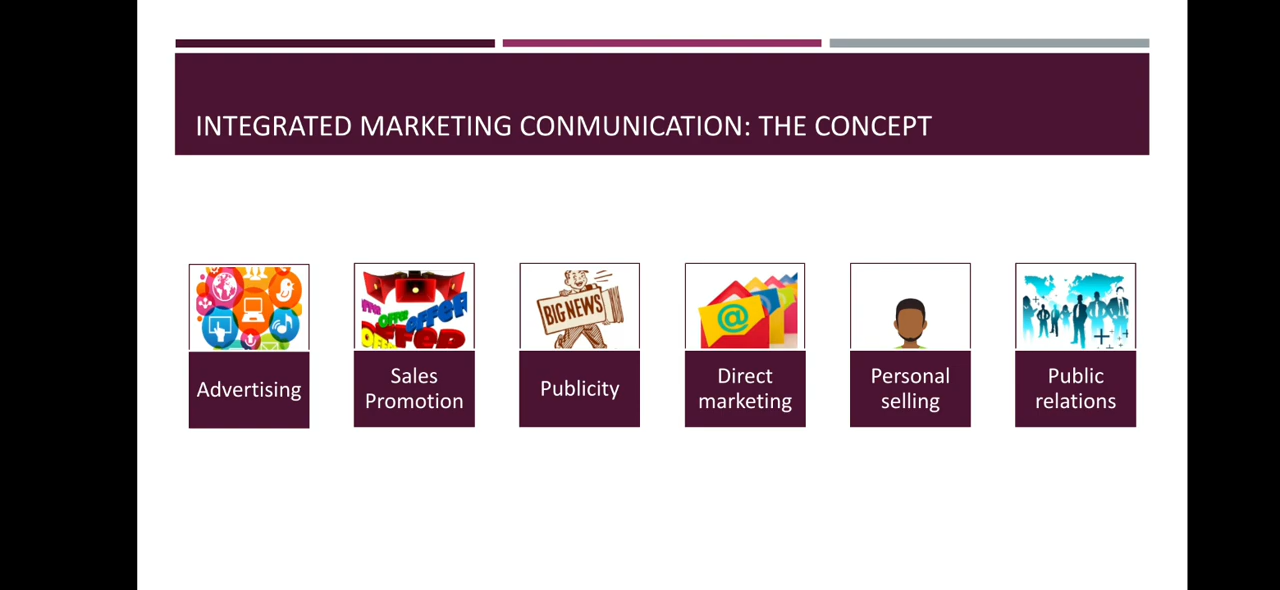 INTEGRATED MARKETING CONMUNICATION: THE CONCEPT
BIG NEWS
Advertising
Sales
Promotion
Publicity
Direct
marketing
Personal
selling
Public
relations